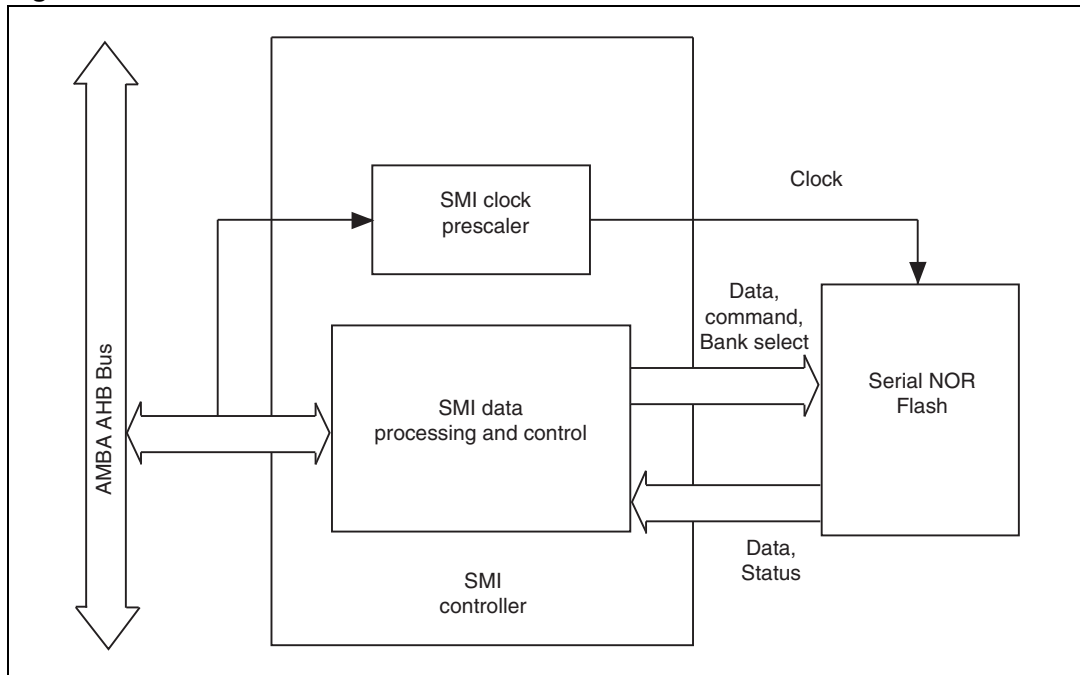 AMBA AHB Bus
SMI clock
prescaler
Clock
Data,
command,
Bank select
SMI data
processing and control
Serial NOR
Flash
Data,
Status
SMI
controller